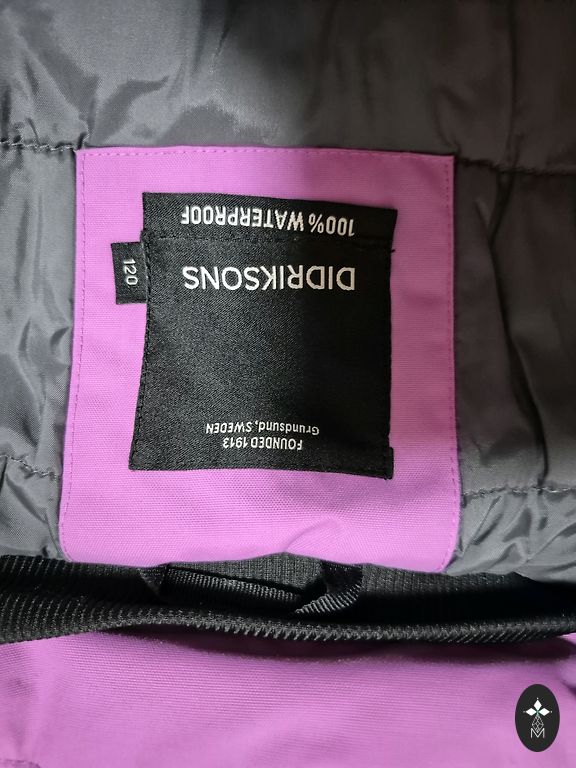 100% WATERPROOF
DIDRIKSONS
120
FOUNDED 1913
Grundsund, SWEDEN
M